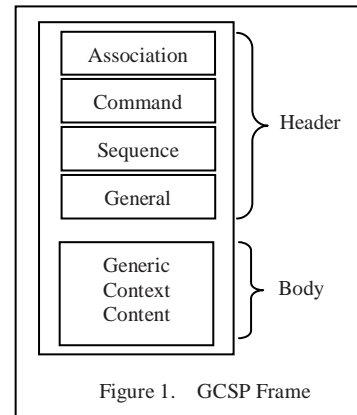 Association
Command
Sequence
General
Header
Generic
Context
Content
Body
Figure 1. GCSP Frame